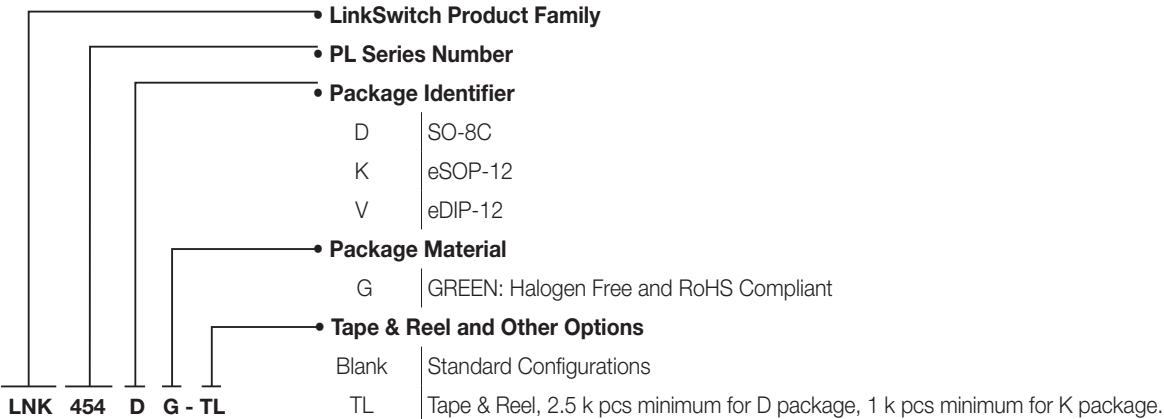 • LinkSwitch Product Family
• PL Series Number
• Package Identifier
D SO-8C
K eSOP-12
V eDIP-12
• Package Material
G GREEN: Halogen Free and RoHS Compliant
• Tape & Reel and Other Options
Blank Standard Configurations
TL Tape & Reel, 2.5 k pcs minimum for D package, 1 k pcs minimum for K package.
LNK 454 D G - TL